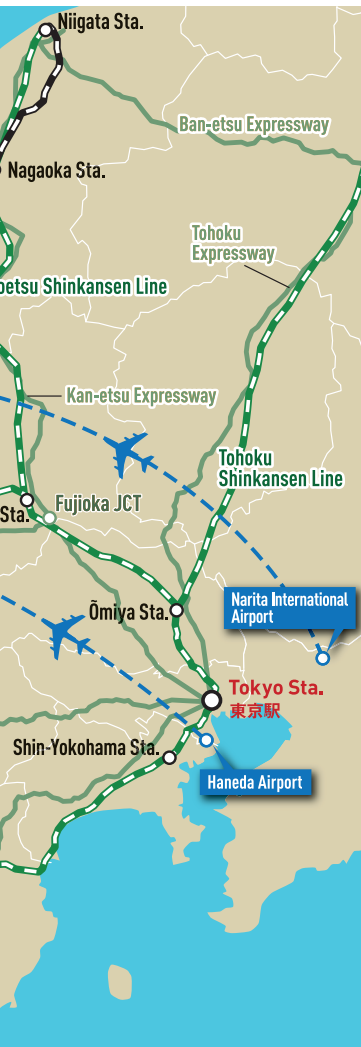 Niigata Sta.
Ban-etsu Expressway
Nagaoka Sta.
Tohoku
Expressway
oetsu Shinkansen Line
Kan-etsu Expressway
Tohoku
Shinkansen Line
Sta.
Fujioka JCT
Narita International
Airport
Ōmiya Sta.
Tokyo Sta.
東京駅
Shin-Yokohama Sta.
Haneda Airport